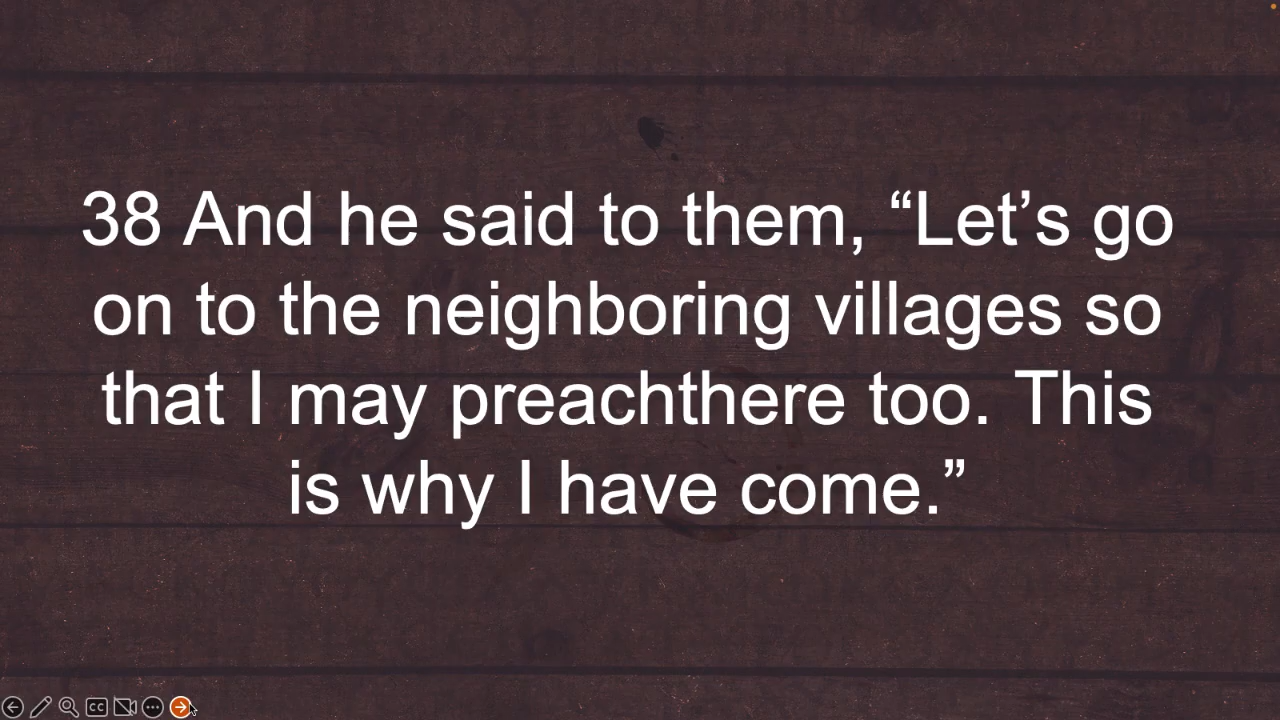 38 And he said to them, “Let’s go
on to the neighboring villages so
that I may preachthere too. This
is why I have come.”
CC